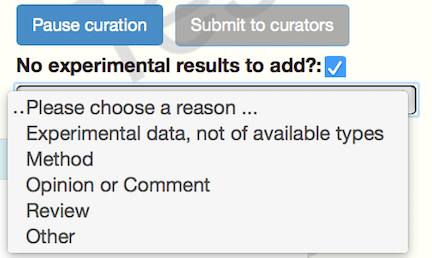 Pause curation Submit to curators
No experimental results to add?:
..Please choose a reason ...
Experimental data, not of available types
Method
Opinion or Comment
Review
Other